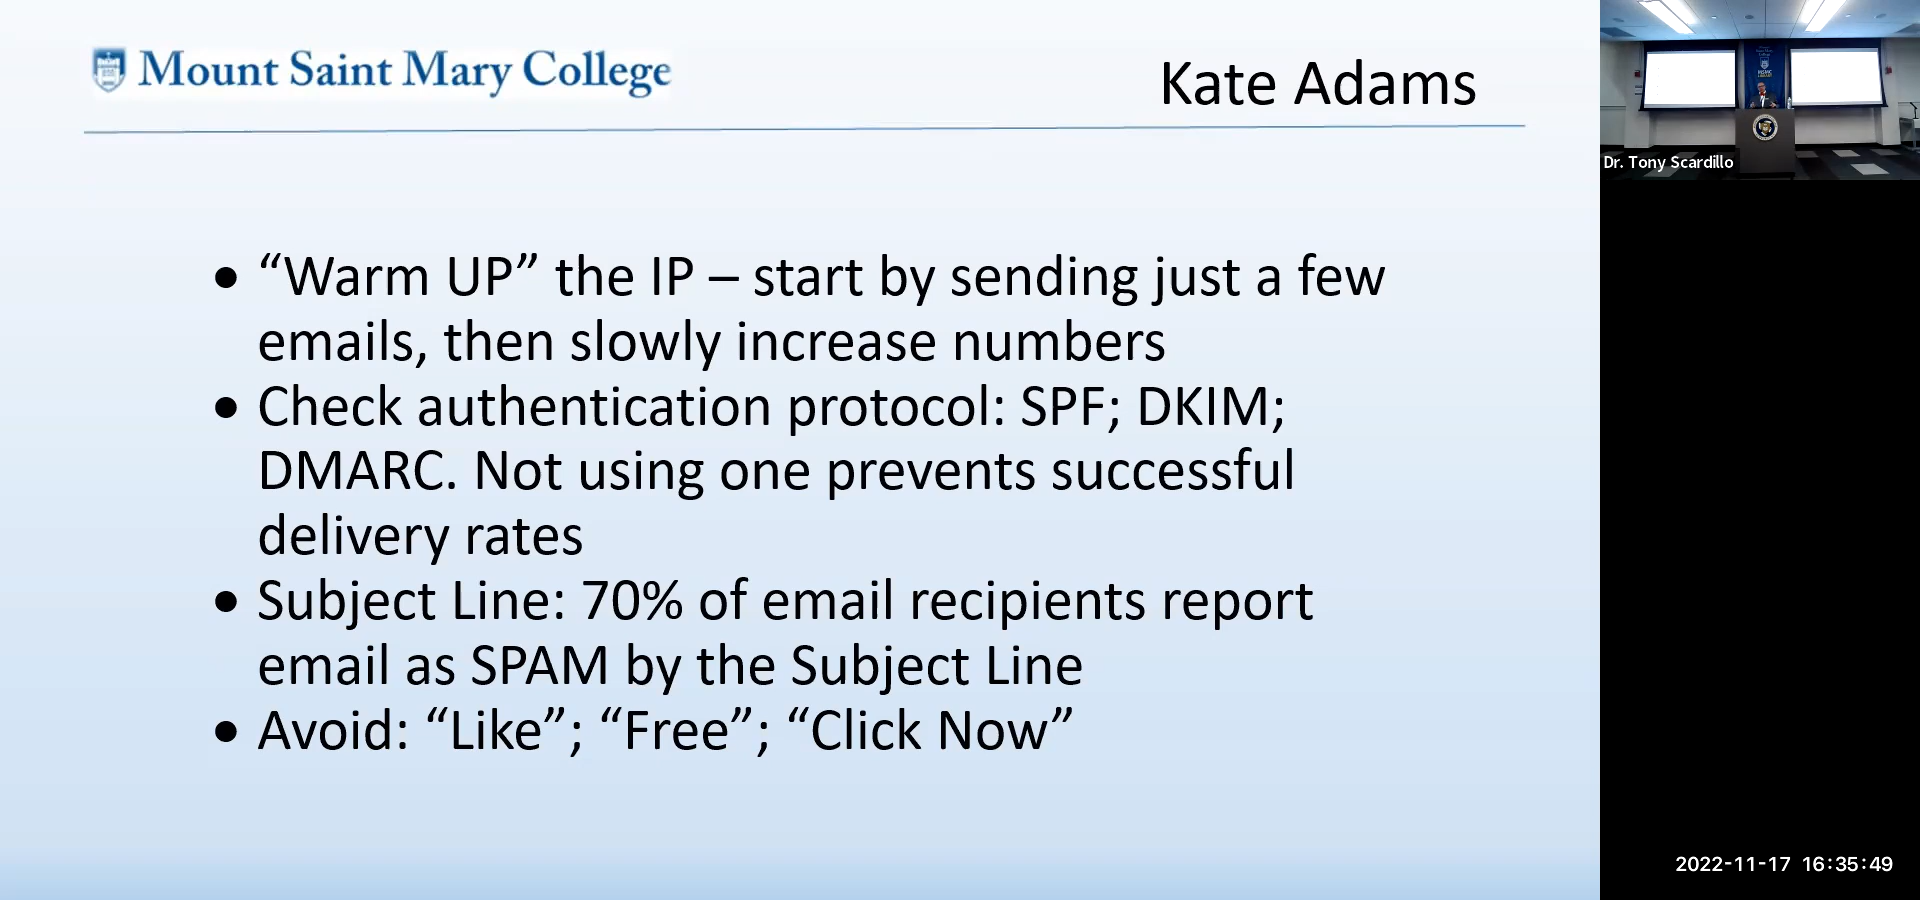 Mount Saint Mary College
Kate Adams
• “Warm UP” the IP – start by sending just a few
emails, then slowly increase numbers
• Check authentication protocol: SPF; DKIM;
DMARC. Not using one prevents successful
delivery rates
• Subject Line: 70% of email recipients report
email as SPAM by the Subject Line
• Avoid: “Like”; “Free”; “Click Now”
Dr. Tony Scardillo
2022-11-17 16:35:49